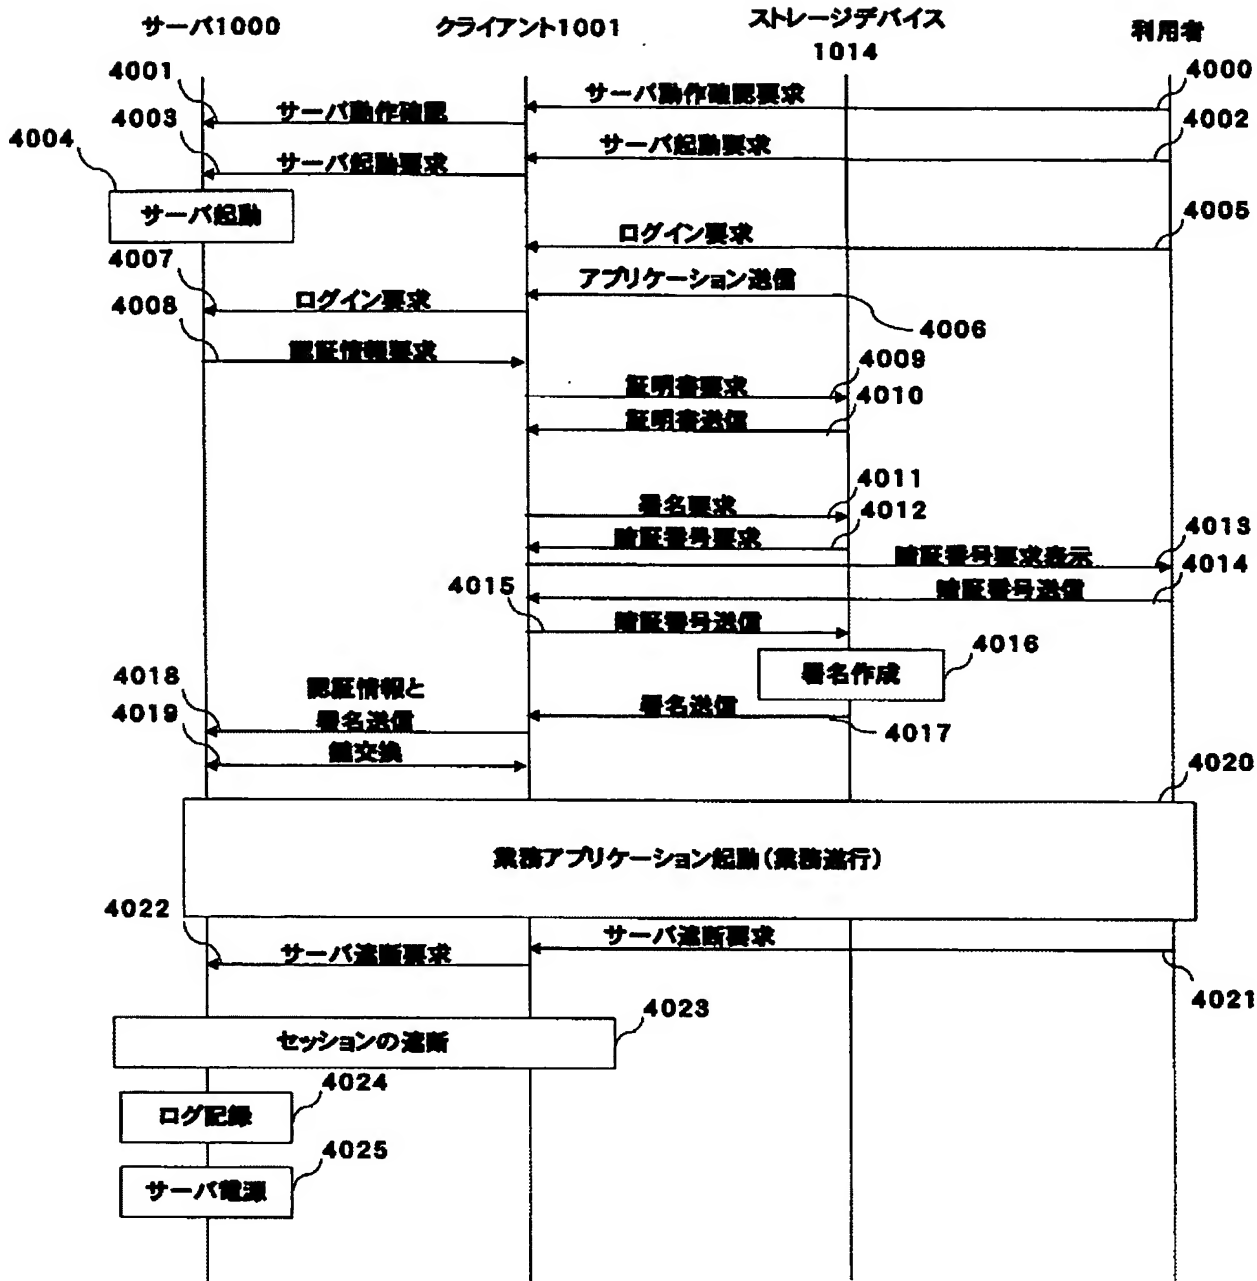 サーバ1000
クライアント1001
ストレージデバイス
1014
利用者
4000
サーバ動作確認要求
4001
サーバ動作確認
4002
サーバ起動要求
4003
サーバ起動要求
4004
サーバ起動
4005
ログイン要求
アプリケーション送信
4006
4007
ログイン要求
4008
認証情報要求
4009
証明書要求
4010
証明書送信
4011
署名要求
4012
暗証番号要求
4013
暗証番号要求表示
4014
暗証番号送信
4015
暗証番号送信
4016
署名作成
署名送信
4017
4018
認証情報と
署名送信
4019
鍵交換
4020
業務アプリケーション起動(業務遂行)
サーバ遮断要求
4021
4022
サーバ遮断要求
4023
セッションの遮断
4024
ログ記録
4025
サーバ電源